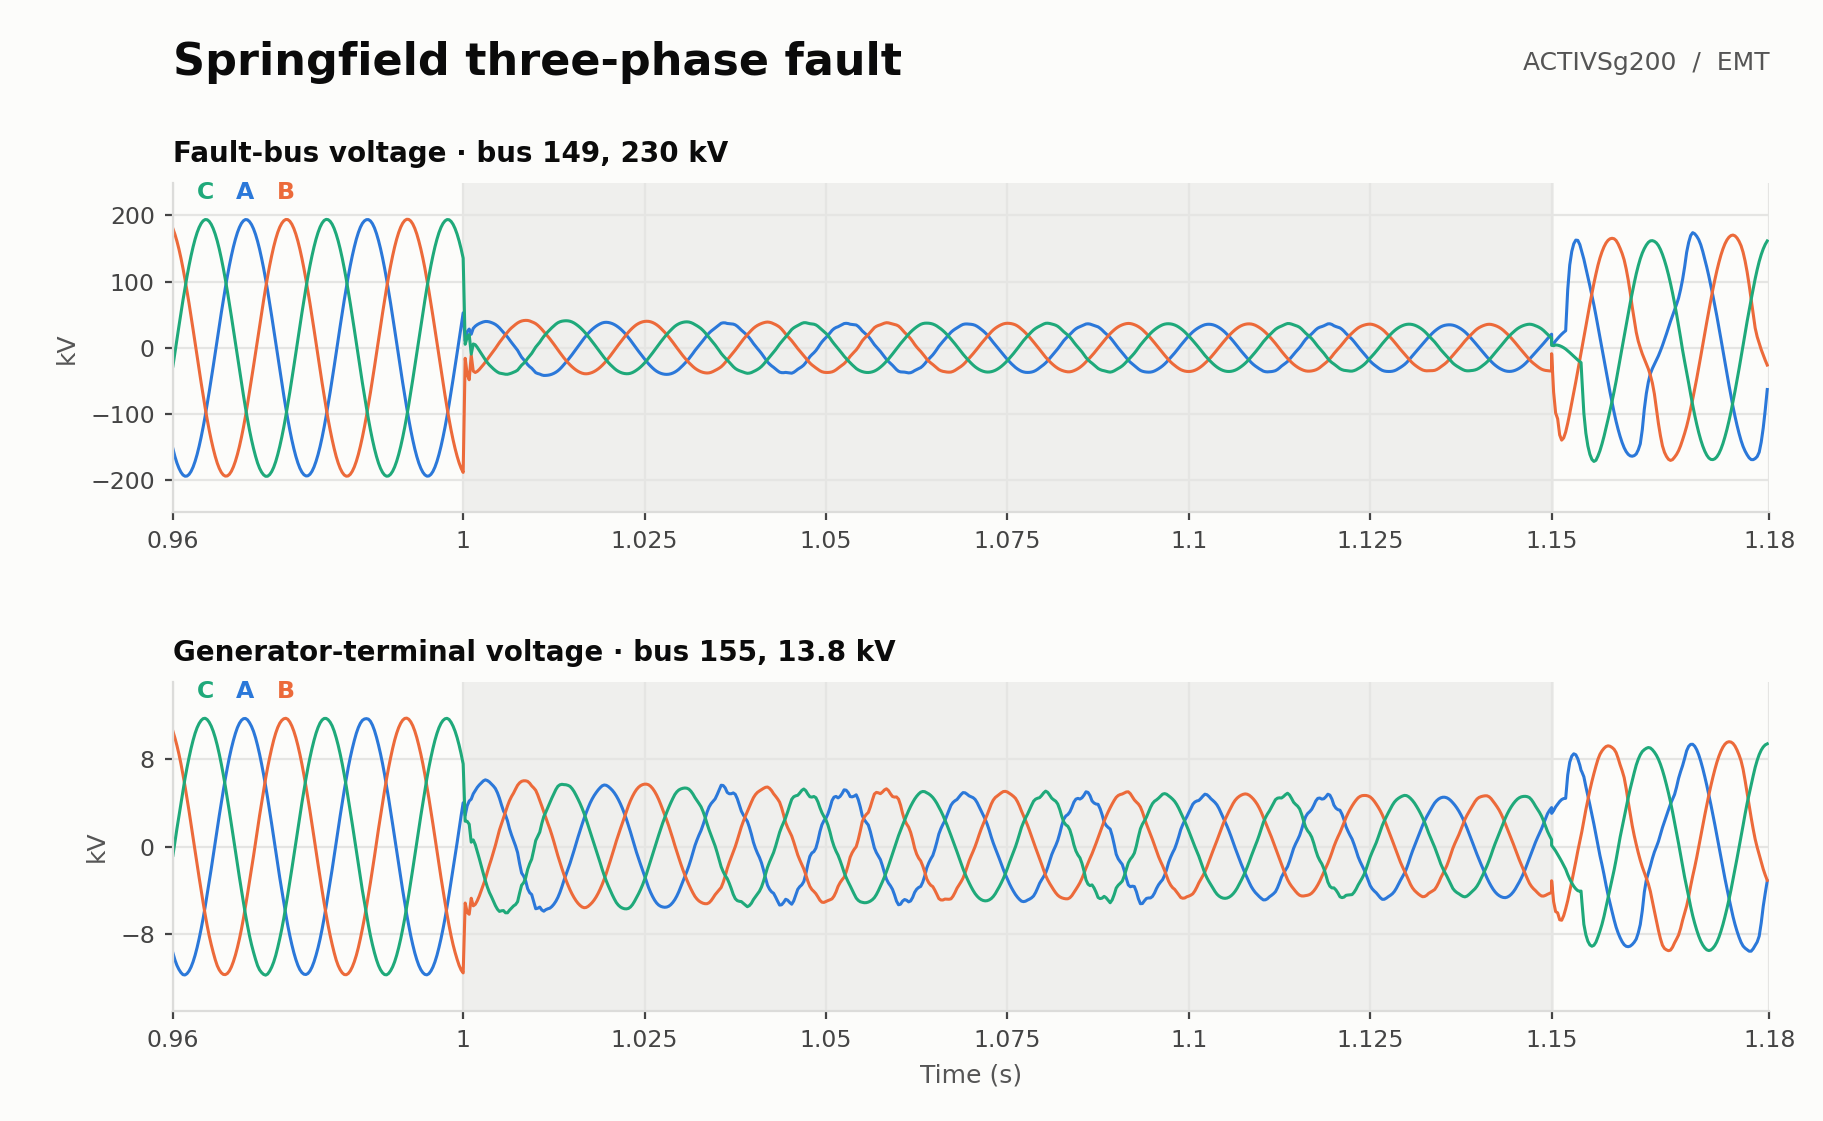 Springfield three-phase fault
ACTIVSg200 / EMT
Fault-bus voltage · bus 149, 230 kV
C A B
200
100
0
−100
−200
kV
0.96 1 1.025 1.05 1.075 1.1 1.125 1.15 1.18
Generator-terminal voltage · bus 155, 13.8 kV
C A B
8
0
−8
kV
0.96 1 1.025 1.05 1.075 1.1 1.125 1.15 1.18
Time (s)